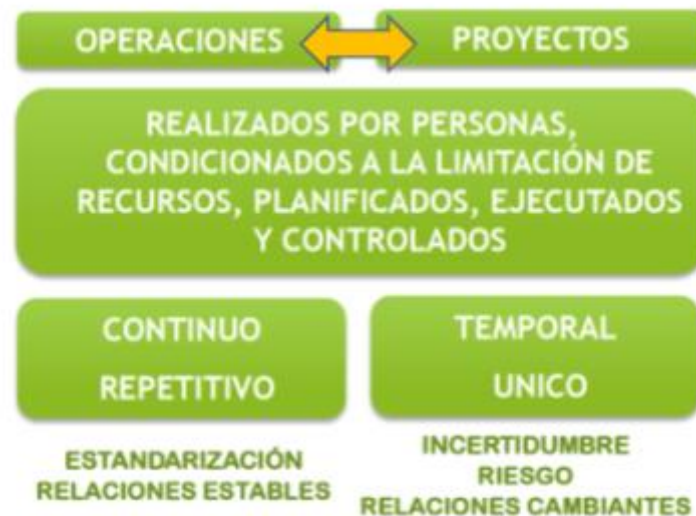 OPERACIONES
PROYECTOS
REALIZADOS POR PERSONAS,
CONDICIONADOS A LA LIMITACIÓN DE
RECURSOS, PLANIFICADOS, EJECUTADOS
Y CONTROLADOS
CONTINUO
REPETITIVO
TEMPORAL
UNICO
ESTANDARIZACIÓN
RELACIONES ESTABLES
INCERTIDUMBRE
RIESGO
RELACIONES CAMBIANTES